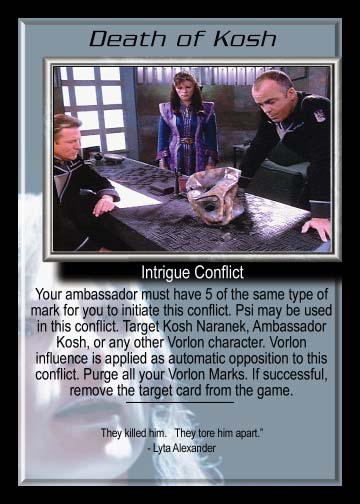 Death of Kosh
Intrigue Conflict
Your ambassador must have 5 of the same type of
mark for you to initiate this conflict. Psi may be used
in this conflict. Target Kosh Naranek, Ambassador
Kosh, or any other Vorlon character. Vorlon
influence is applied as automatic opposition to this
conflict. Purge all your Vorlon Marks. If successful,
remove the target card from the game.
They killed him. They tore him apart."
- Lyta Alexander